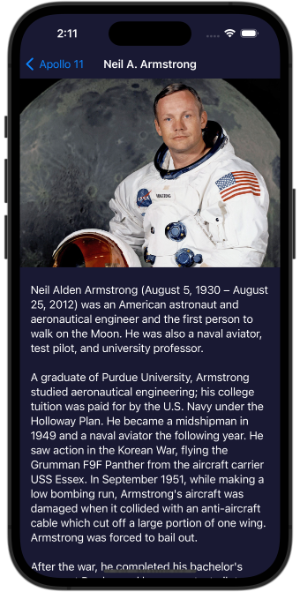 2:11
Apollo 11
Neil A. Armstrong
NASA
Neil Alden Armstrong (August 5, 1930 – August
25, 2012) was an American astronaut and
aeronautical engineer and the first person to
walk on the Moon. He was also a naval aviator,
test pilot, and university professor.
A graduate of Purdue University, Armstrong
studied aeronautical engineering; his college
tuition was paid for by the U.S. Navy under the
Holloway Plan. He became a midshipman in
1949 and a naval aviator the following year. He
saw action in the Korean War, flying the
Grumman F9F Panther from the aircraft carrier
USS Essex. In September 1951, while making a
low bombing run, Armstrong's aircraft was
damaged when it collided with an anti-aircraft
cable which cut off a large portion of one wing.
Armstrong was forced to bail out.
After the war, he completed his bachelor's